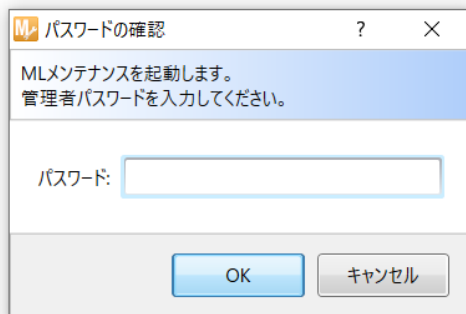 パスワードの確認
MLメンテナンスを起動します。
管理者パスワードを入力してください。
パスワード:
OK
キャンセル